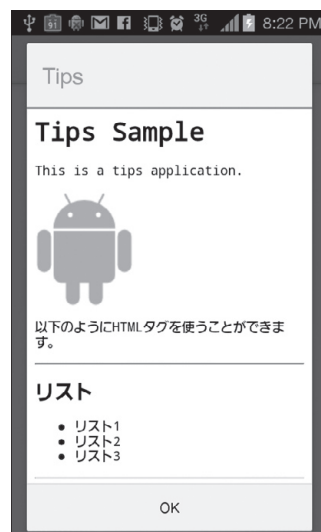 3G
8:22 PM
Tips
Tips Sample
This is a tips application.
以下のようにHTMLタグを使うことができま
す。
リスト
• リスト1
• リスト2
• リスト3
OK